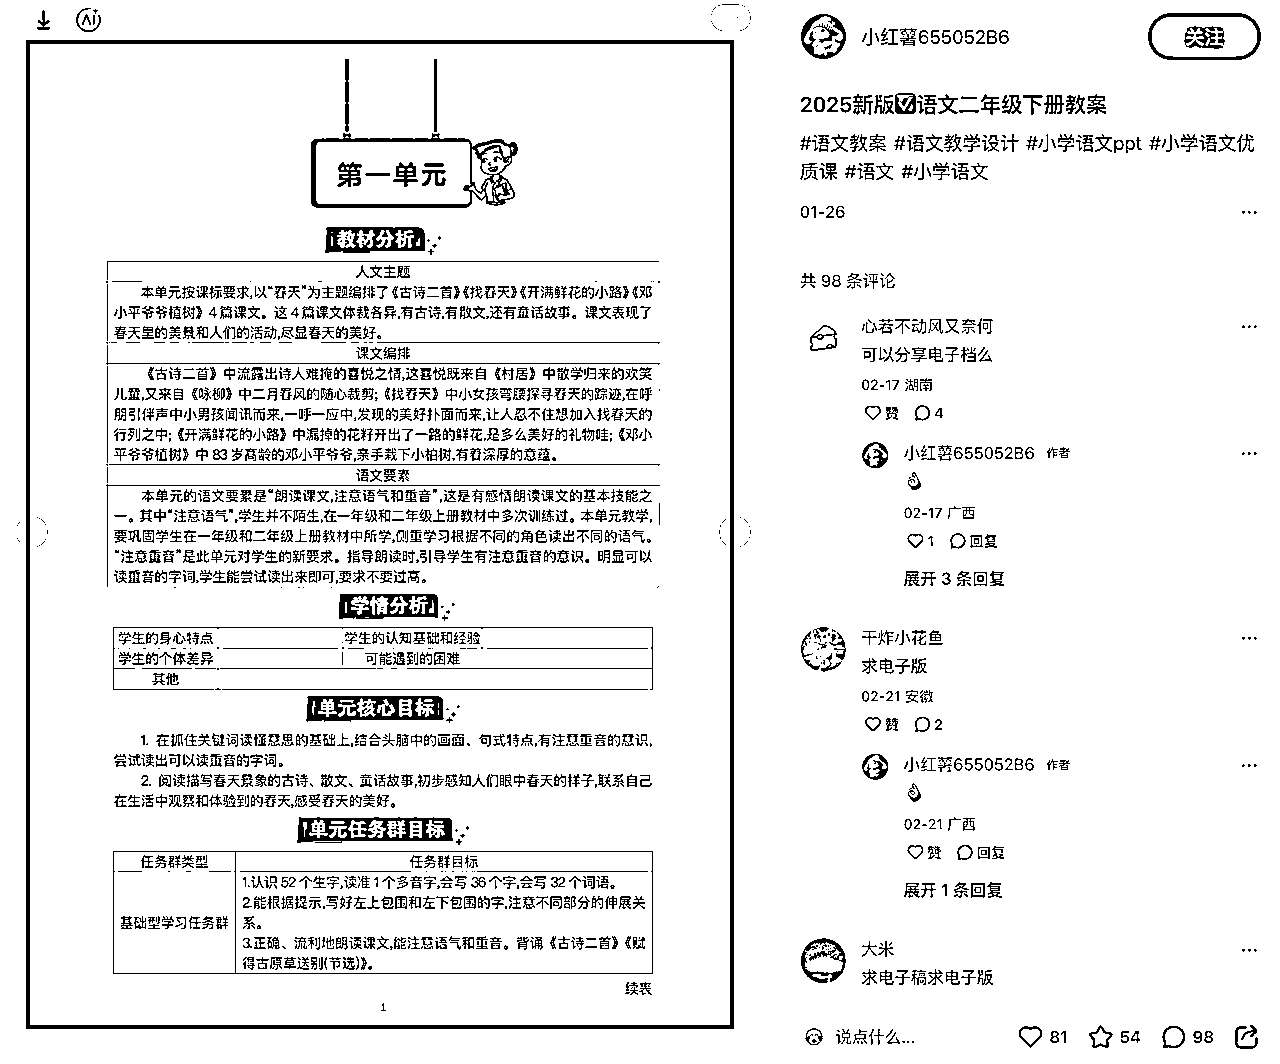 第一单元
教材分析
人文主题
本单元按课标要求,以“春天”为主题编排了《古诗二首》《找春天》《开满鲜花的小路》《邓
小平爷爷植树》4篇课文。这4篇课文体裁各异,有古诗,有散文,还有童话故事。课文表现了
春天里的美景和人们的活动,尽显春天的美好。
课文编排
《古诗二首》中流露出诗人难掩的喜悦之情,这喜悦既来自《村居》中散学归来的欢笑
儿童,又来自《咏柳》中二月春风的随心裁剪;《找春天》中小女孩弯腰探寻春天的踪迹,在呼
朋引伴声中小男孩闻讯而来,一呼一应中,发现的美好扑面而来,让人忍不住想加入找春天的
行列之中;《开满鲜花的小路》中漏掉的花籽开出了一路的鲜花,是多么美好的礼物哇;《邓小
平爷爷植树》中83岁高龄的邓小平爷爷,亲手栽下小柏树,有着深厚的意蕴。
语文要素
本单元的语文要素是“朗读课文,注意语气和重音”,这是有感情朗读课文的基本技能之
一。其中“注意语气”,学生并不陌生,在一年级和二年级上册教材中多次训练过。本单元教学,
要巩固学生在一年级和二年级上册教材中所学,侧重学习根据不同的角色读出不同的语气。
“注意重音”是此单元对学生的新要求。指导朗读时,引导学生有注意重音的意识。明显可以
读重音的字词,学生能尝试读出来即可,要求不要过高。
学情分析
学生的身心特点 学生的认知基础和经验
学生的个体差异 可能遇到的困难
其他
单元核心目标
1. 在抓住关键词读懂意思的基础上,结合头脑中的画面、句式特点,有注意重音的意识,
尝试读出可以读重音的字词。
2. 阅读描写春天景象的古诗、散文、童话故事,初步感知人们眼中春天的样子,联系自己
在生活中观察和体验到的春天,感受春天的美好。
单元任务群目标
任务群类型 任务群目标
基础型学习任务群
1.认识52个生字,读准1个多音字,会写36个字,会写32个词语。
2.能根据提示,写好左上包围和左下包围的字,注意不同部分的伸展关
系。
3.正确、流利地朗读课文,能注意语气和重音。背诵《古诗二首》《赋
得古原草送别(节选)》。
续表
1
小红薯655052B6
关注
2025新版✅语文二年级下册教案
#语文教案 #语文教学设计 #小学语文ppt #小学语文优
质课 #语文 #小学语文
01-26
共 98 条评论
心若不动风又奈何
可以分享电子档么
02-17 湖南
赞 4
小红薯655052B6 作者
👌
02-17 广西
1 回复
展开 3 条回复
干炸小花鱼
求电子版
02-21 安徽
赞 2
小红薯655052B6 作者
👌
02-21 广西
赞 回复
展开 1 条回复
大米
求电子稿求电子版
说点什么... 81 54 98